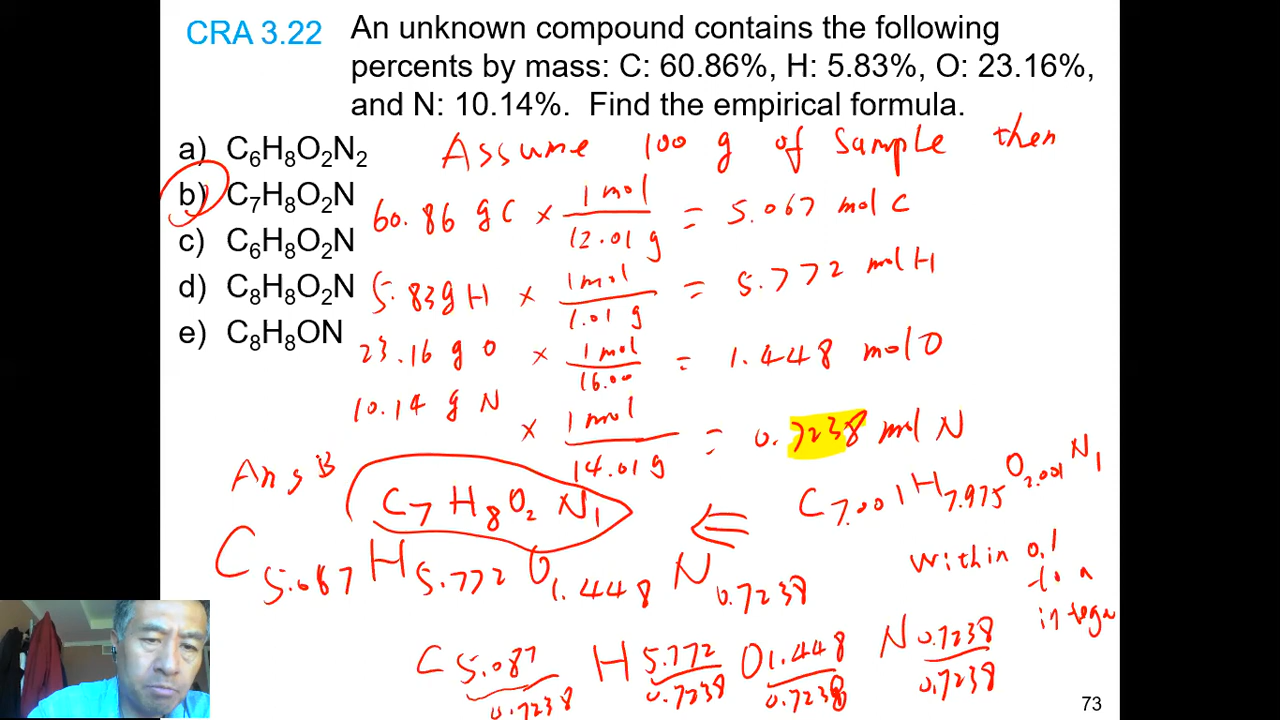 CRA 3.22 An unknown compound contains the following
percents by mass: C: 60.86%, H: 5.83%, O: 23.16%,
and N: 10.14%. Find the empirical formula.
a) C₆H₈O₂N₂
b) C₇H₈O₂N
c) C₆H₈O₂N
d) C₈H₈O₂N
e) C₈H₈ON
Assume 100 g of sample then
60.86 g C × 1 mol / 12.01 g = 5.067 mol C
5.83 g H × 1 mol / 1.01 g = 5.772 mol H
23.16 g O × 1 mol / 16.00 = 1.448 mol O
10.14 g N × 1 mol / 14.01 g = 0.7238 mol N
Ans B
C₇ H₈ O₂ N₁ ⇐ C7.001 H7.975 O2.001 N1
within 0.1
to a
integ
C5.087 H5.772 O1.448 N0.7238
C 5.087/0.7238 H 5.772/0.7238 O 1.448/0.7238 N 0.7238/0.7238
73